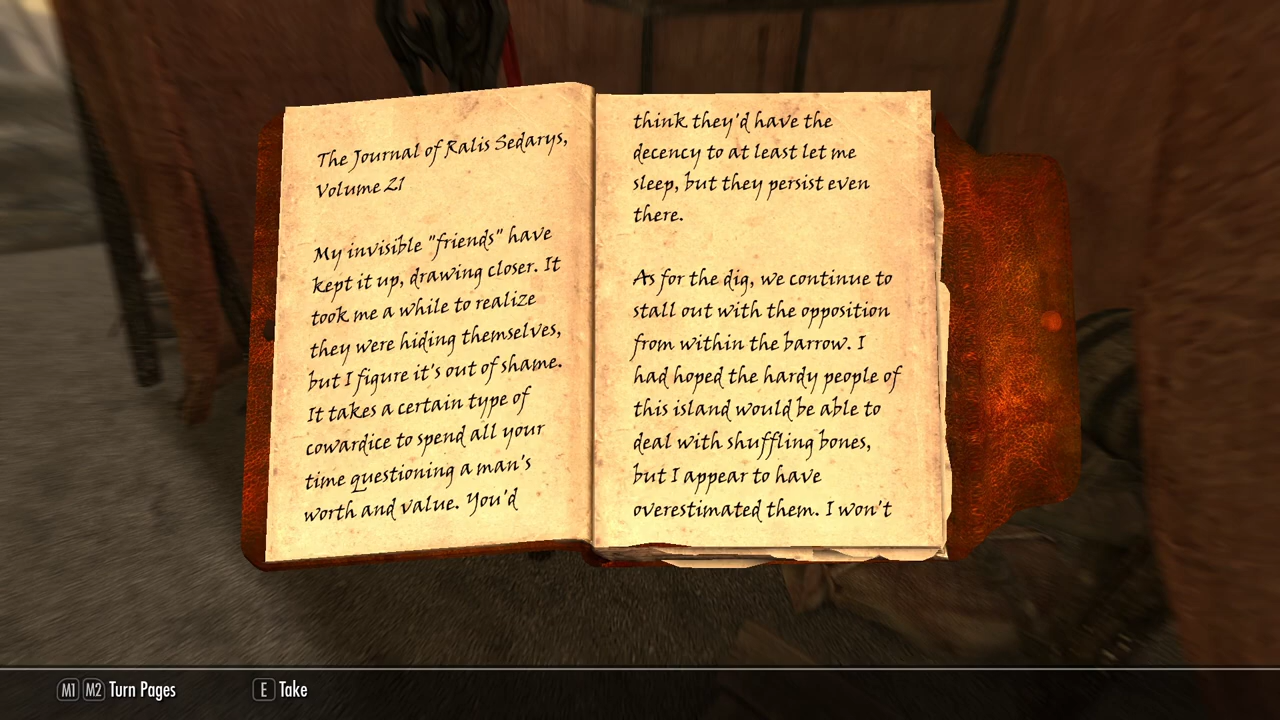 The Journal of Ralis Sedarys,
Volume 21
My invisible "friends" have
kept it up, drawing closer. It
took me a while to realize
they were hiding themselves,
but I figure it's out of shame.
It takes a certain type of
cowardice to spend all your
time questioning a man's
worth and value. You'd
think they'd have the
decency to at least let me
sleep, but they persist even
there.
As for the dig, we continue to
stall out with the opposition
from within the barrow. I
had hoped the hardy people of
this island would be able to
deal with shuffling bones,
but I appear to have
overestimated them. I won't
M1 M2 Turn Pages
E Take